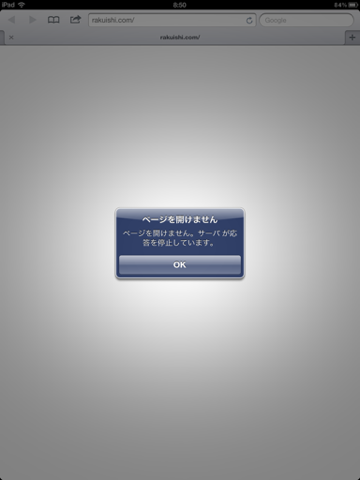 iPad 8:50 84%
rakuishi.com/ Google
rakuishi.com/
ページを開けません
ページを開けません。サーバ が応
答を停止しています。
OK